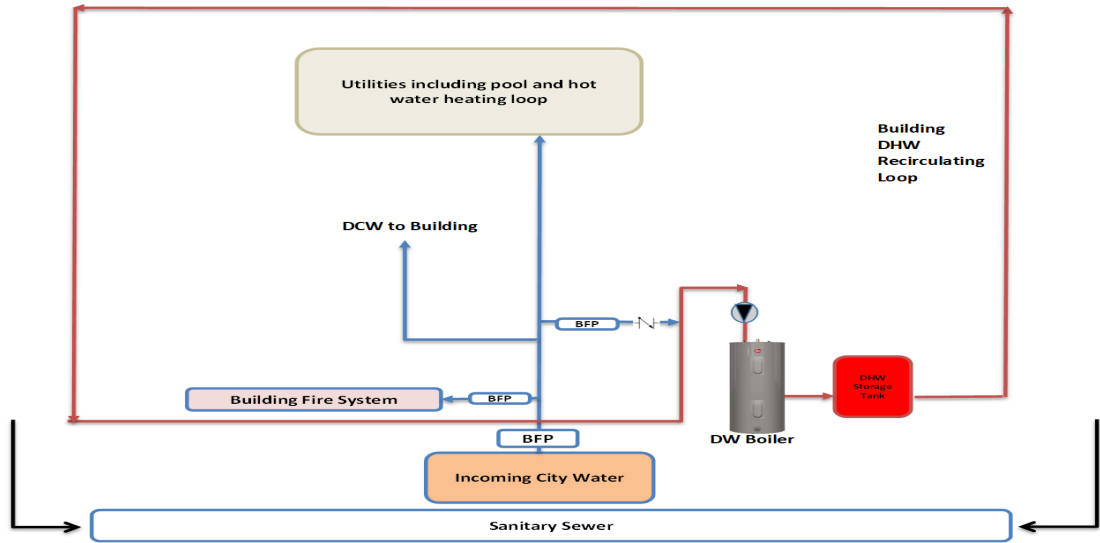 Utilities including pool and hot
water heating loop
Building
DHW
Recirculating
Loop
DCW to Building
BFP
DHW
Storage
Tank
Building Fire System
BFP
BFP
DW Boiler
Incoming City Water
Sanitary Sewer